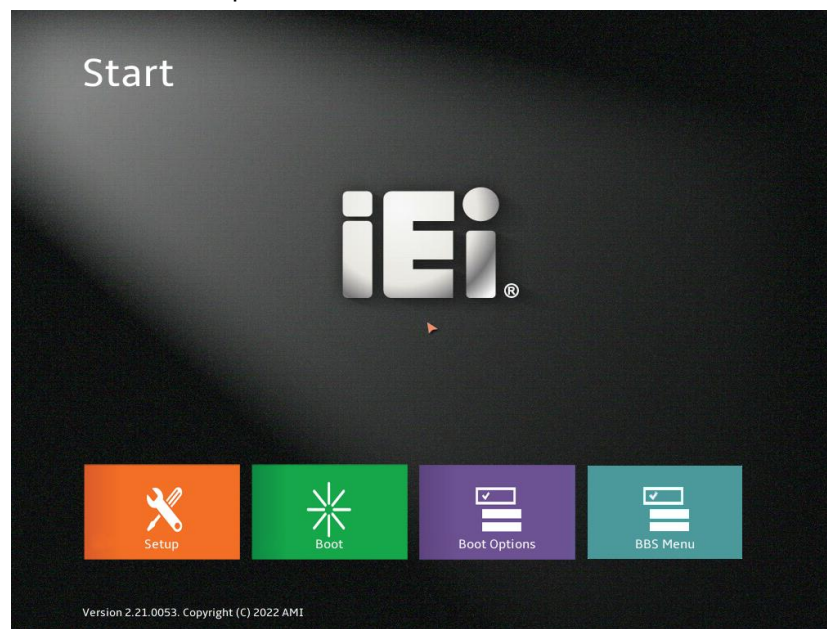 Start
iEi®
Setup
Boot
Boot Options
BBS Menu
Version 2.21.0053. Copyright (C) 2022 AMI